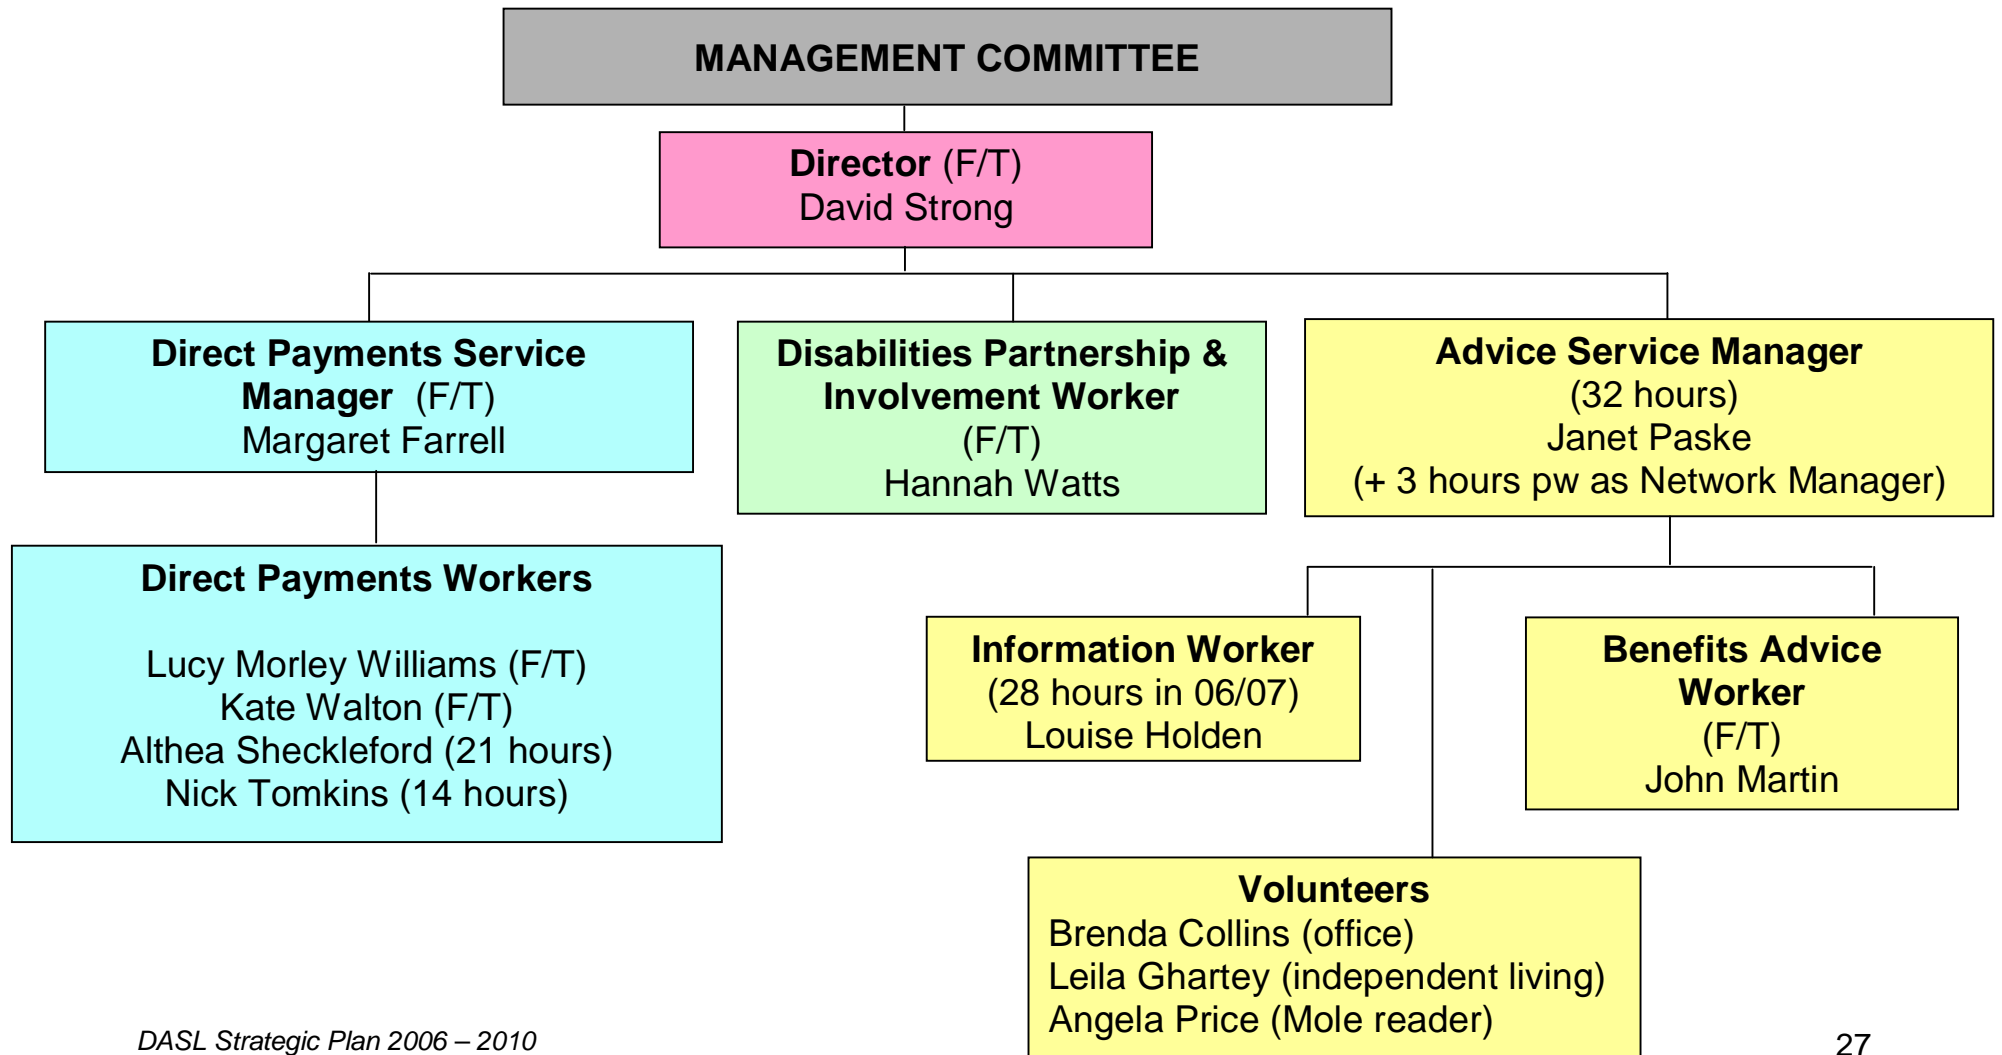 MANAGEMENT COMMITTEE
Director (F/T)
David Strong
Direct Payments Service
Manager (F/T)
Margaret Farrell
Disabilities Partnership &
Involvement Worker
(F/T)
Hannah Watts
Advice Service Manager
(32 hours)
Janet Paske
(+ 3 hours pw as Network Manager)
Direct Payments Workers
Lucy Morley Williams (F/T)
Kate Walton (F/T)
Althea Sheckleford (21 hours)
Nick Tomkins (14 hours)
Information Worker
(28 hours in 06/07)
Louise Holden
Benefits Advice
Worker
(F/T)
John Martin
Volunteers
Brenda Collins (office)
Leila Ghartey (independent living)
Angela Price (Mole reader)
DASL Strategic Plan 2006 – 2010
27